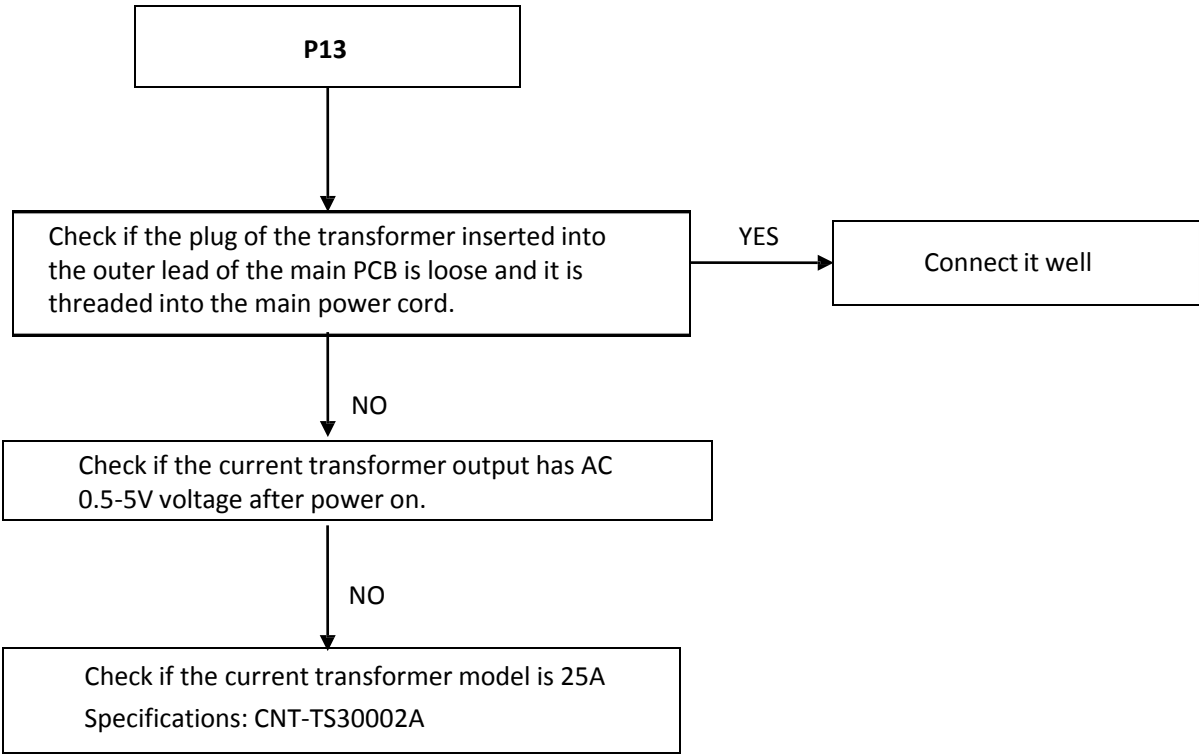 P13
Check if the plug of the transformer inserted into
the outer lead of the main PCB is loose and it is
threaded into the main power cord.
YES
Connect it well
NO
Check if the current transformer output has AC
0.5-5V voltage after power on.
NO
Check if the current transformer model is 25A
Specifications: CNT-TS30002A